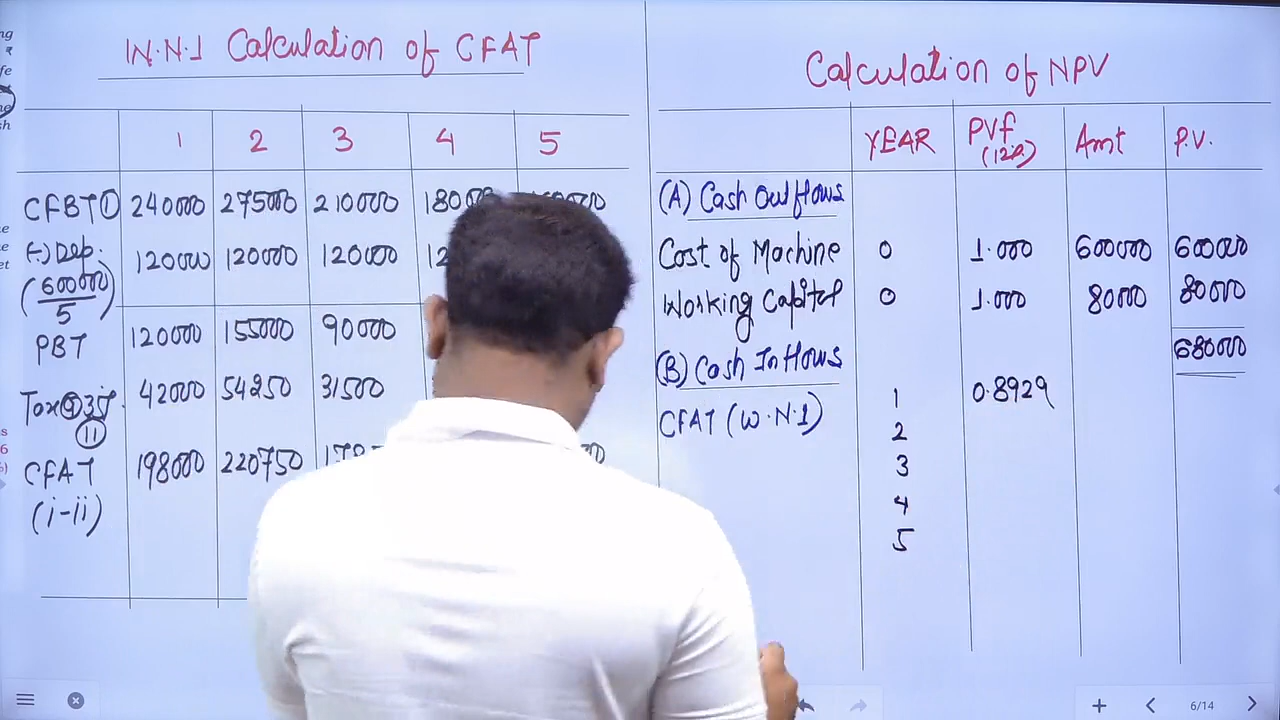 W.N.1 Calculation of CFAT
1 2 3 4 5
CFBT (i) 240000 275000 210000
(-) Dep. 120000 120000 120000
(600000/5)
PBT 120000 155000 90000
Tax @ 35% 42000 54250 31500
(ii)
CFAT 198000 220750
(i-ii)
Calculation of NPV
YEAR PVf Amt P.V.
(12%)
(A) Cash Outflows
Cost of Machine 0 1.000 600000 600000
Working Capital 0 1.000 80000 80000
680000
(B) Cash Inflows
1 0.8929
CFAT (W.N.1)
2
3
4
5
6/14